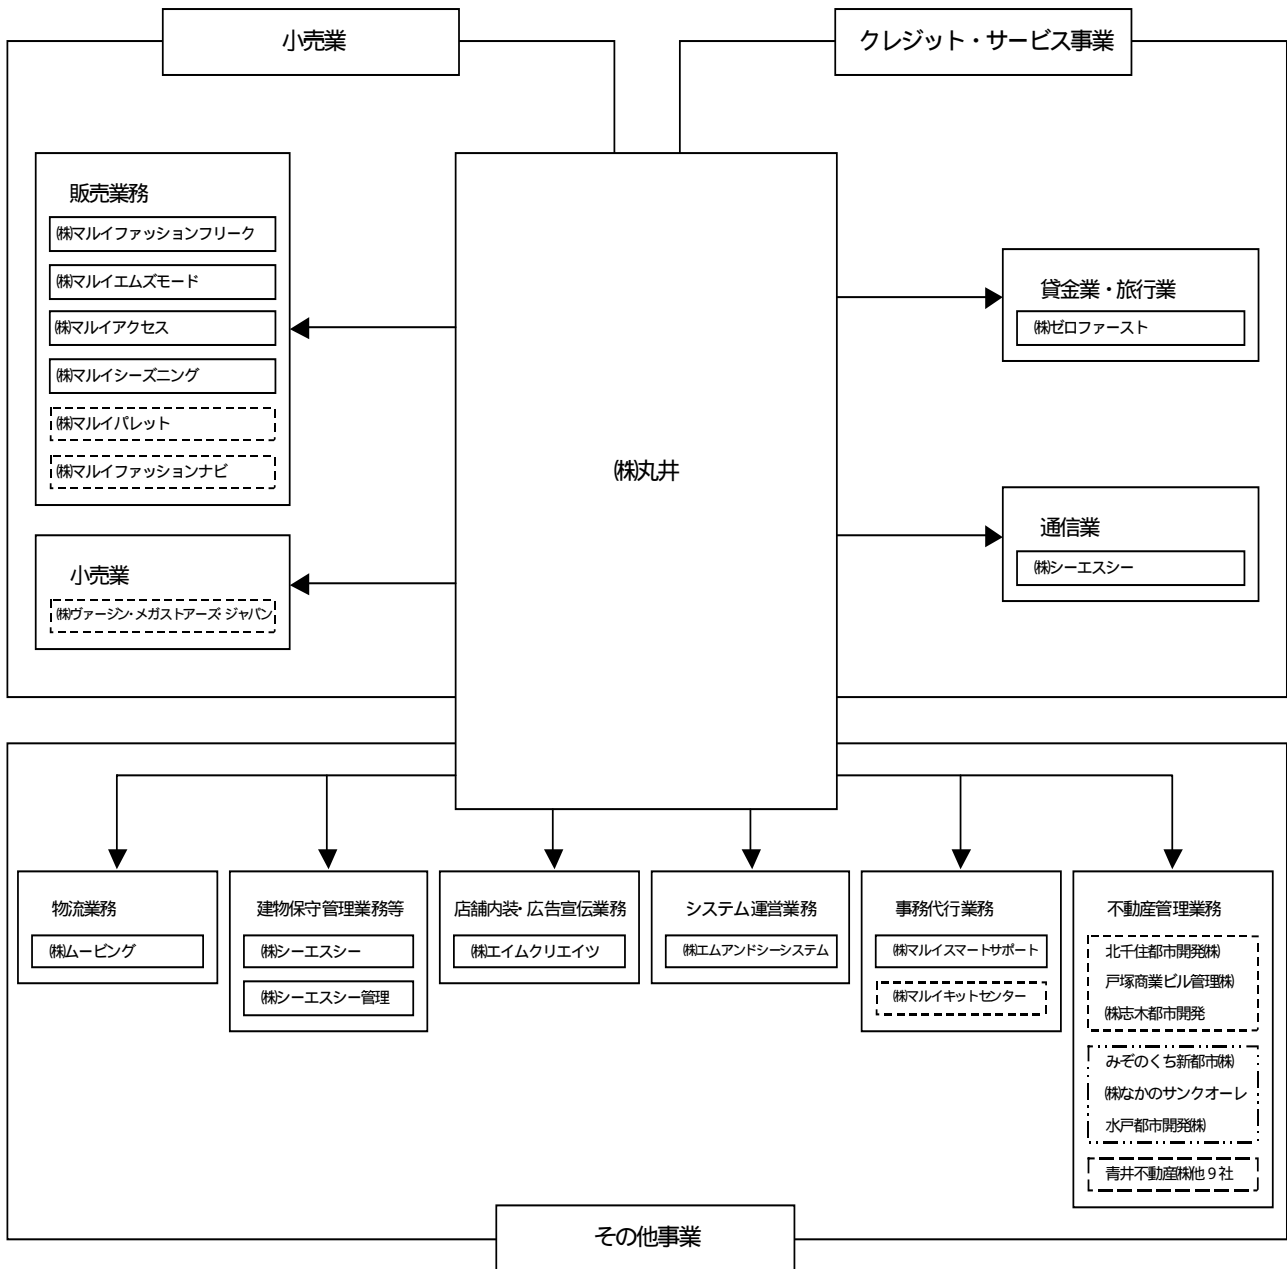 小売業
クレジット・サービス事業
販売業務
㈱マルイファッションフリーク
㈱マルイエムズモード
㈱マルイアクセス
㈱マルイシーズニング
㈱マルイパレット
㈱マルイファッションナビ
小売業
㈱ヴァージン・メガストアーズ・ジャパン
㈱丸井
貸金業・旅行業
㈱ゼロファースト
通信業
㈱シーエスシー
物流業務
㈱ムービング
建物保守管理業務等
㈱シーエスシー
㈱シーエスシー管理
店舗内装・広告宣伝業務
㈱エイムクリエイツ
システム運営業務
㈱エムアンドシーシステム
事務代行業務
㈱マルイスマートサポート
㈱マルイキットセンター
不動産管理業務
北千住都市開発㈱
戸塚商業ビル管理㈱
㈱志木都市開発
みぞのくち新都市㈱
㈱なかのサンクオーレ
水戸都市開発㈱
青井不動産㈱他9社
その他事業